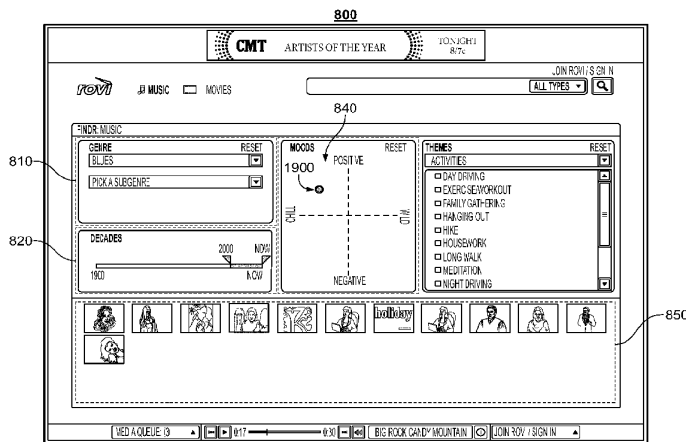 800
CMT ARTISTS OF THE YEAR TONIGHT 8/7c
JOIN ROVI / SIGN IN
rovi MUSIC MOVIES ALL TYPES
840
FINDR: MUSIC
GENRE RESET
BLUES
PICK A SUBGENRE
810
MOODS RESET
1900
POSITIVE
CHILL WILD
NEGATIVE
THEMES RESET
ACTIVITIES
DAY DRIVING
EXERCISE/WORKOUT
FAMILY GATHERING
HANGING OUT
HIKE
HOUSEWORK
LONG WALK
MEDITATION
NIGHT DRIVING
820
DECADES
2000 NOW
1900 NOW
holiday
850
MEDIA QUEUE: (3) 0:17 0:30 BIG ROCK CANDY MOUNTAIN JOIN ROVI / SIGN IN